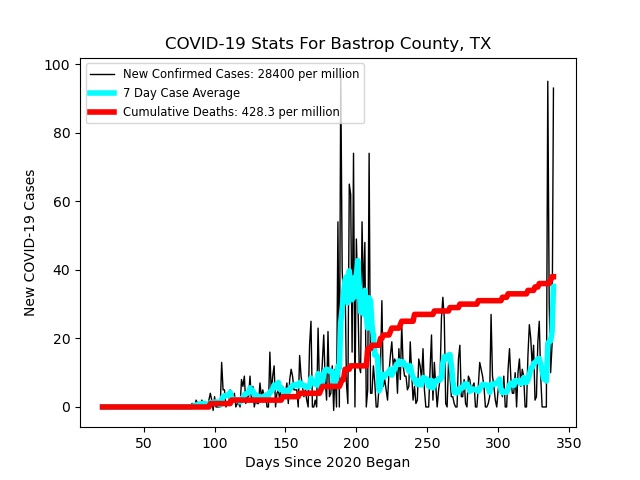 COVID-19 Stats For Bastrop County, TX
New Confirmed Cases: 28400 per million
7 Day Case Average
Cumulative Deaths: 428.3 per million
New COVID-19 Cases
100
80
60
40
20
0
50
100
150
200
250
300
350
Days Since 2020 Began